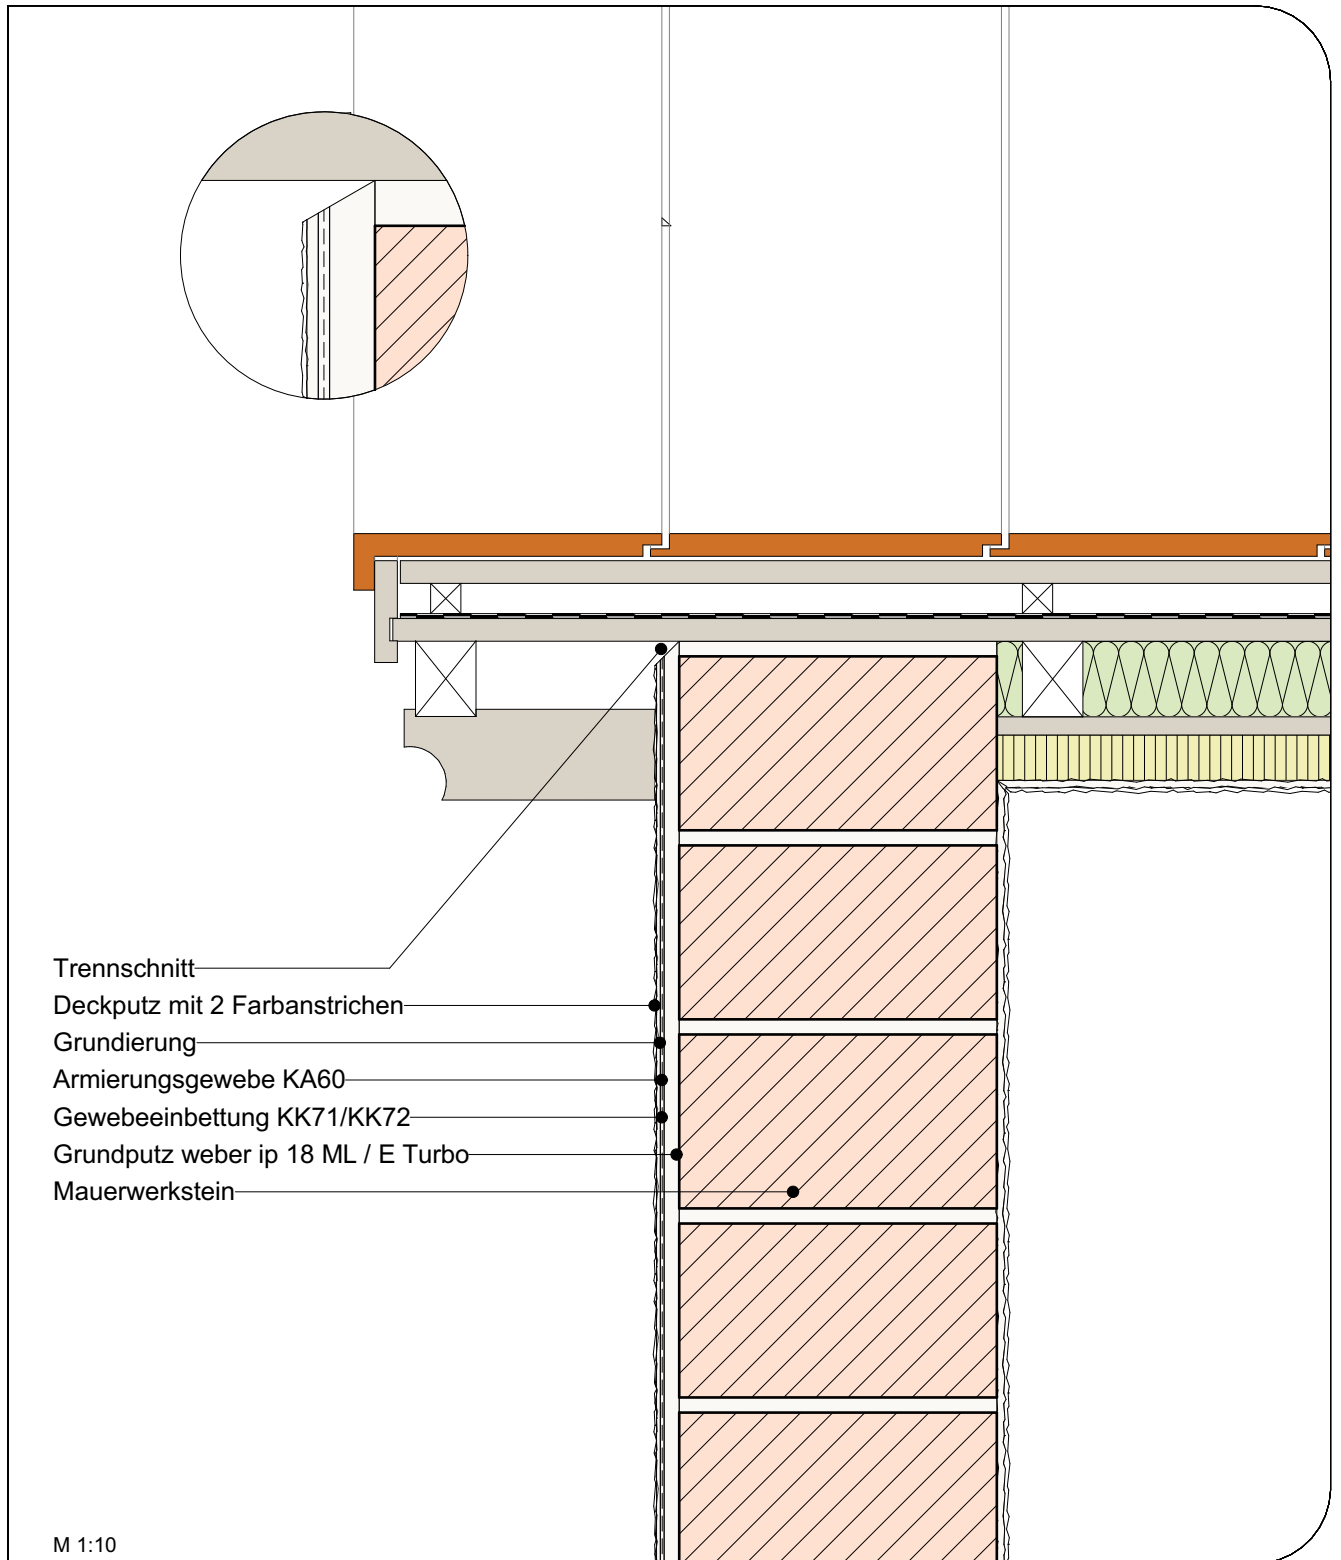 Trennschnitt
Deckputz mit 2 Farbanstrichen
Grundierung
Armierungsgewebe KA60
Gewebeeinbettung KK71/KK72
Grundputz weber ip 18 ML / E Turbo
Mauerwerkstein
M 1:10